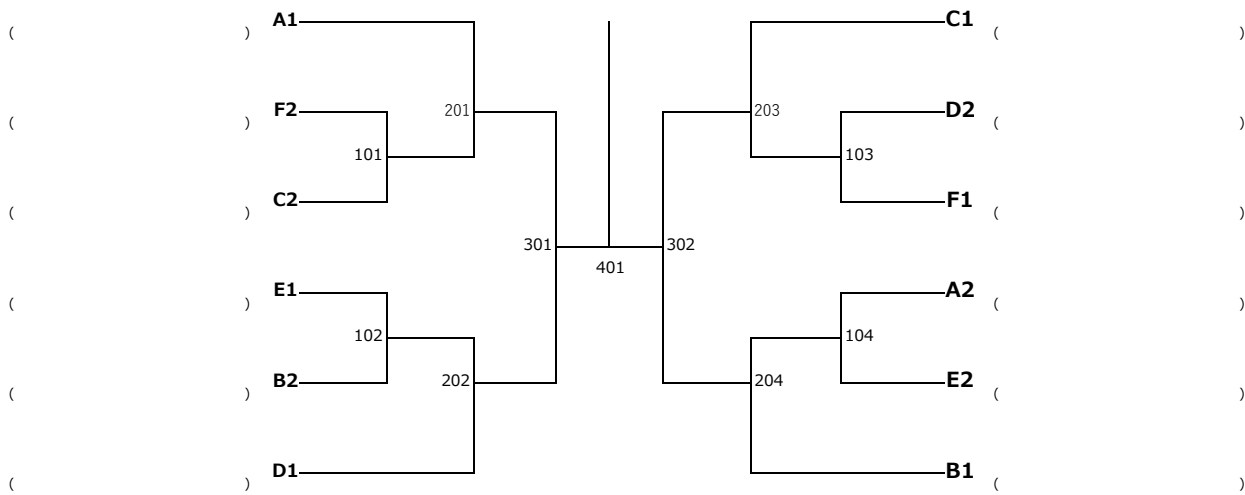 ( ) A1 C1 ( )
( ) F2 201 203 D2 ( )
101 103
( ) C2 F1 ( )
301 302
401
( ) E1 A2 ( )
102 104
( ) B2 202 204 E2 ( )
( ) D1 B1 ( )